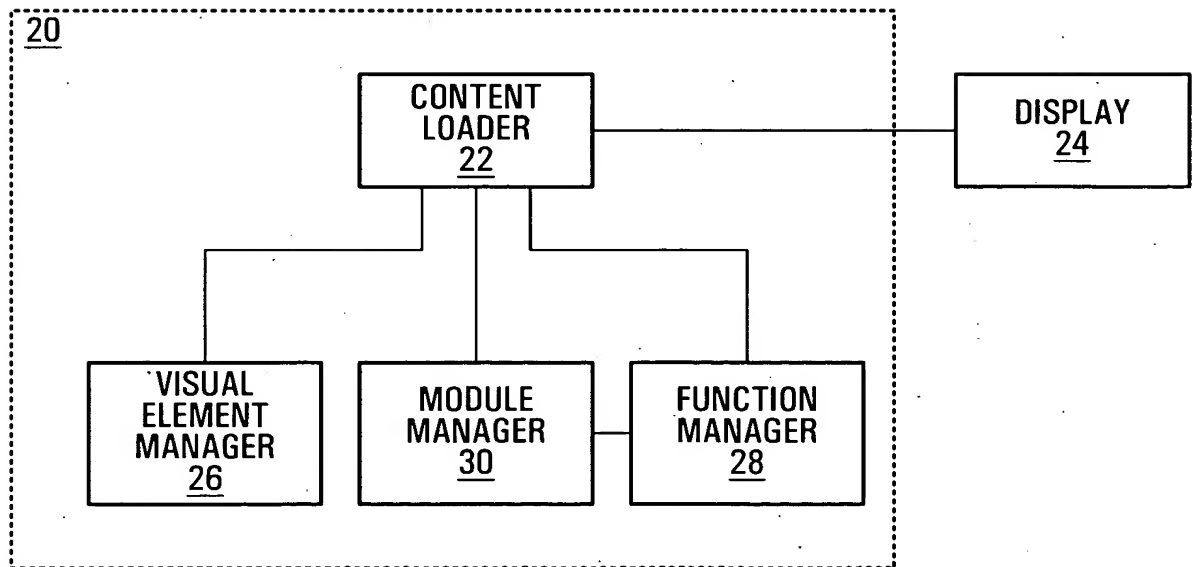 20
CONTENT
LOADER
22
DISPLAY
24
VISUAL
ELEMENT
MANAGER
26
MODULE
MANAGER
30
FUNCTION
MANAGER
28